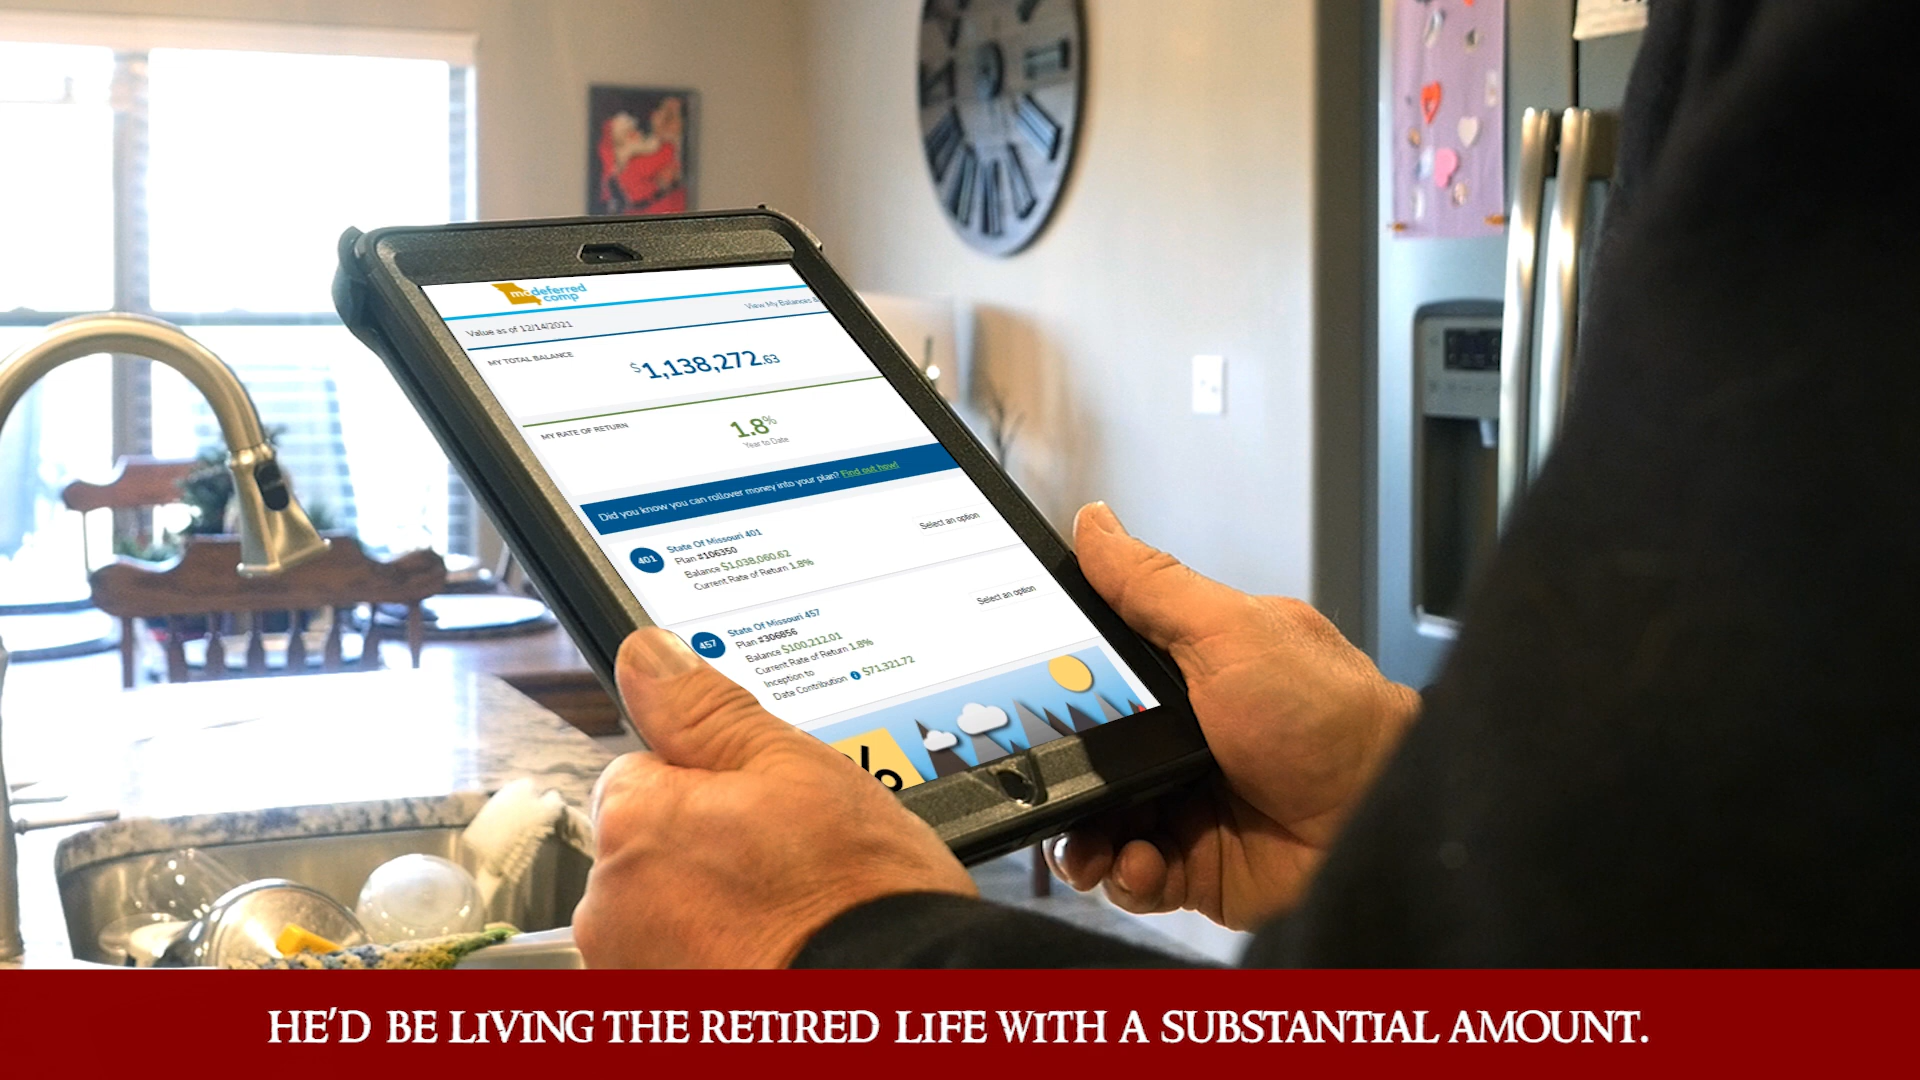 modeferred
comp
Value as of 12/14/2021
View My Balances &
MY TOTAL BALANCE
$1,138,272.63
MY RATE OF RETURN
1.8%
Year to Date
Did you know you can rollover money into your plan? Find out how!
401
State Of Missouri 401
Plan #106350
Balance $1,038,060.62
Current Rate of Return 1.8%
Select an option
457
State Of Missouri 457
Plan #306856
Balance $100,212.01
Current Rate of Return 1.8%
Inception to
Date Contribution i $71,321.72
Select an option
%
HE'D BE LIVING THE RETIRED LIFE WITH A SUBSTANTIAL AMOUNT.